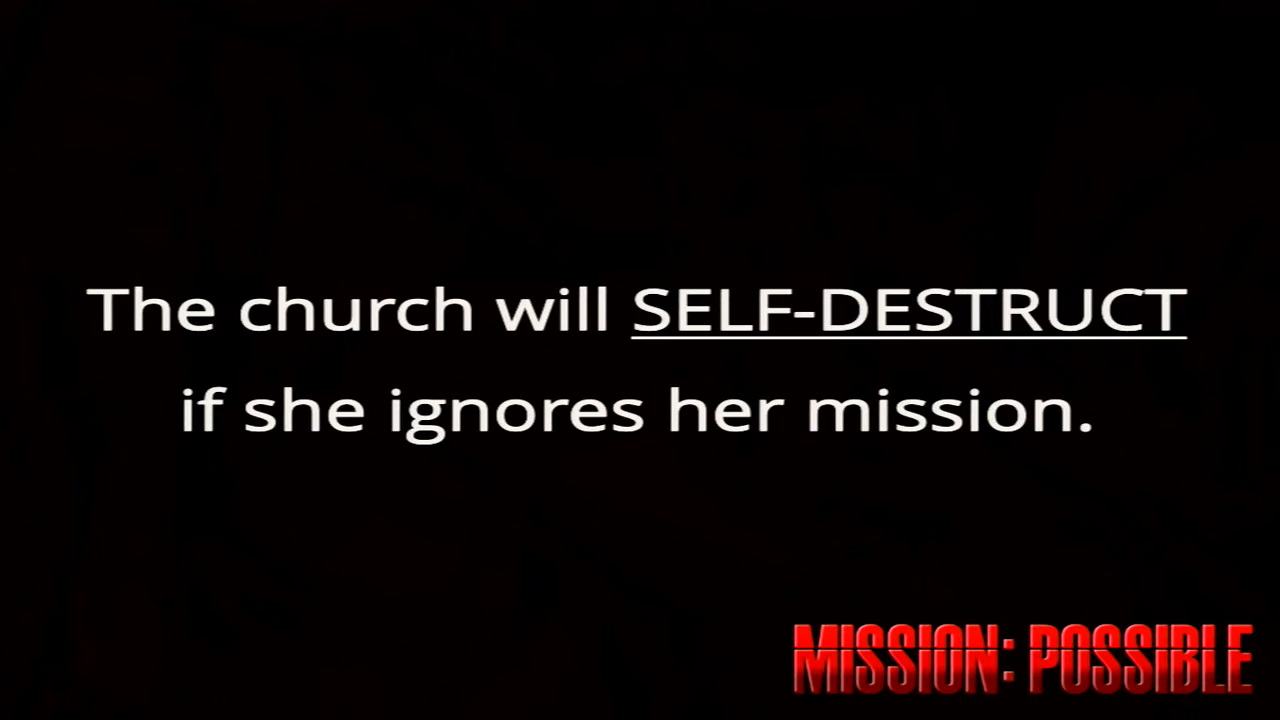 The church will SELF-DESTRUCT
if she ignores her mission.
MISSION: POSSIBLE